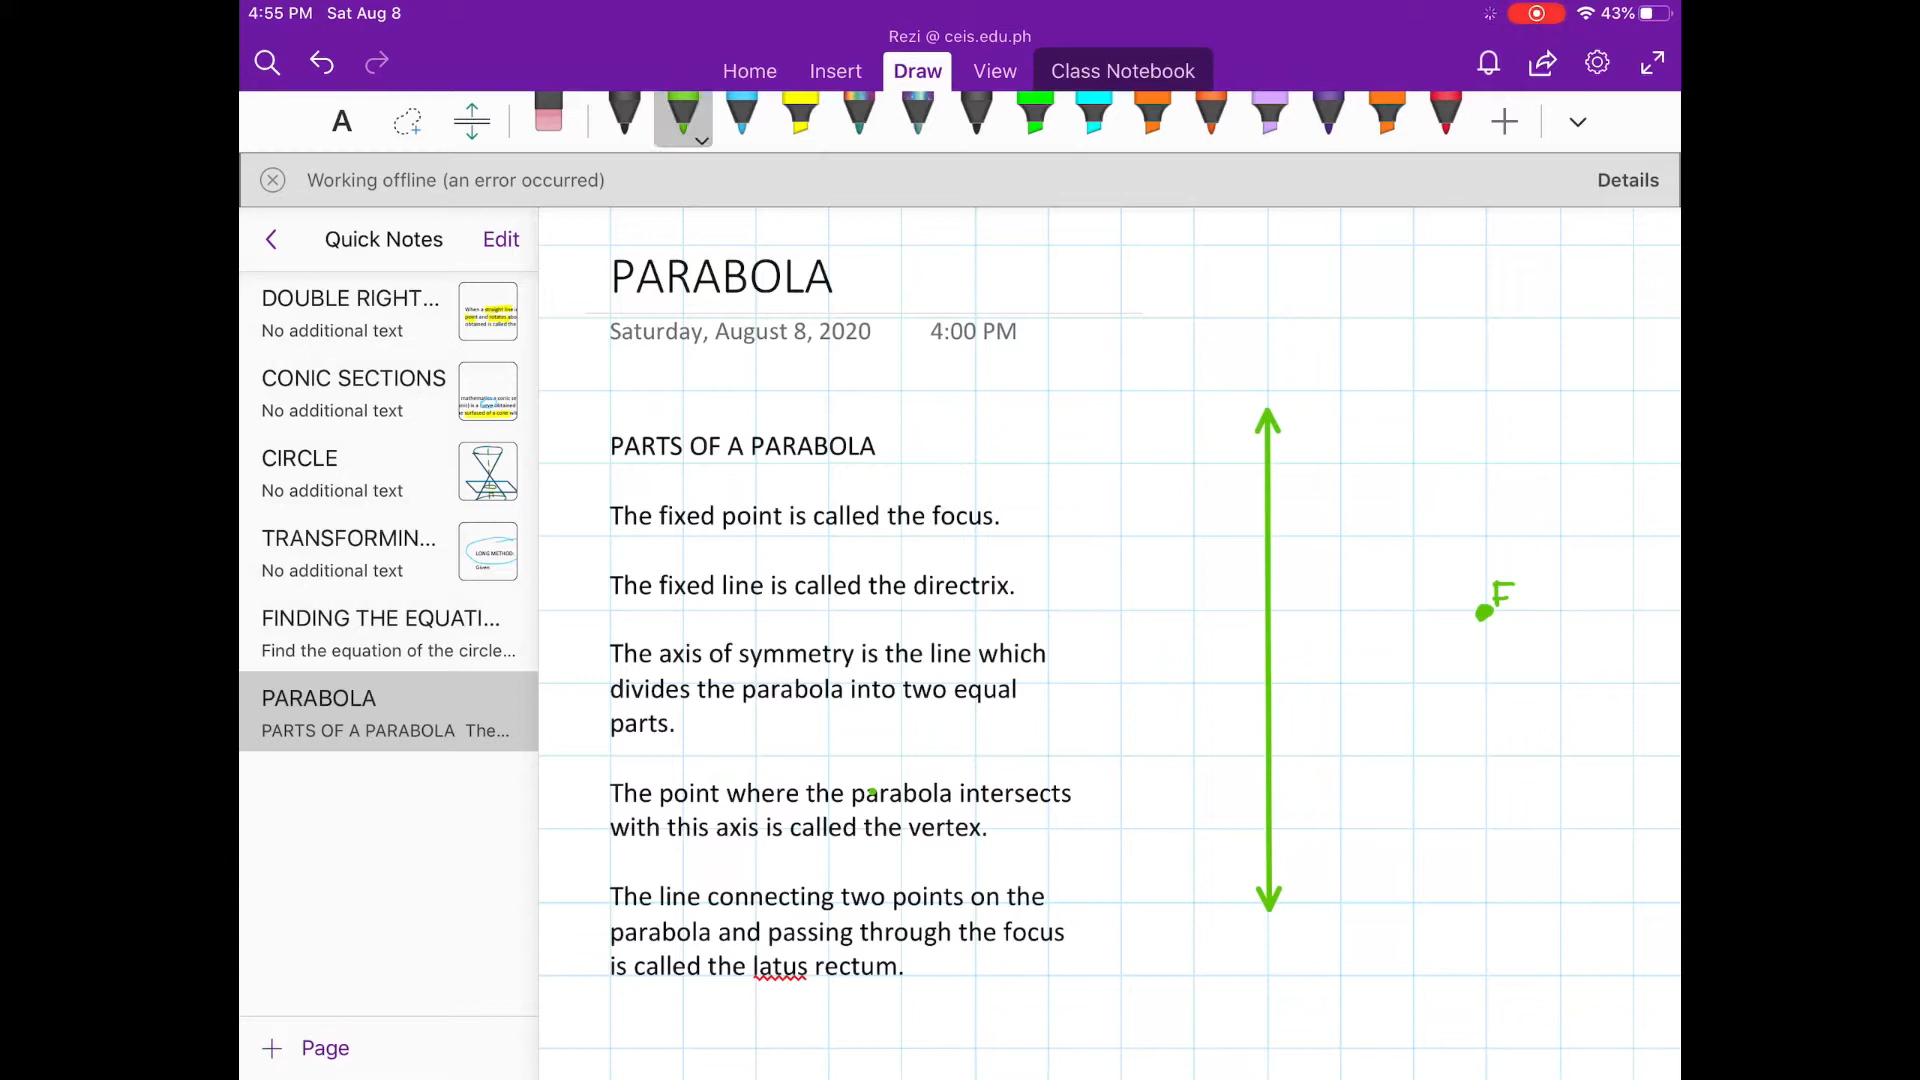 4:55 PM Sat Aug 8
43%
Rezi @ ceis.edu.ph
Home Insert Draw View Class Notebook
A
Working offline (an error occurred)
Details
Quick Notes
Edit
DOUBLE RIGHT...
No additional text
CONIC SECTIONS
No additional text
CIRCLE
No additional text
TRANSFORMIN...
No additional text
LONG METHOD:
Given
FINDING THE EQUATI...
Find the equation of the circle...
PARABOLA
PARTS OF A PARABOLA The...
Page
PARABOLA
Saturday, August 8, 2020 4:00 PM
PARTS OF A PARABOLA
The fixed point is called the focus.
The fixed line is called the directrix.
The axis of symmetry is the line which
divides the parabola into two equal
parts.
The point where the parabola intersects
with this axis is called the vertex.
The line connecting two points on the
parabola and passing through the focus
is called the latus rectum.
F